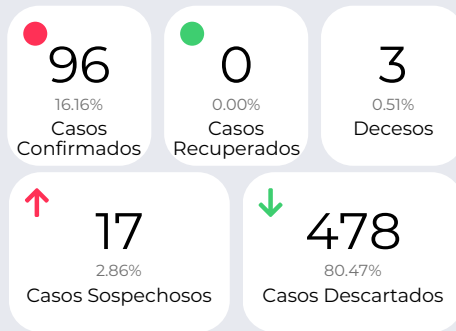 96
16.16%
Casos
Confirmados
0
0.00%
Casos
Recuperados
3
0.51%
Decesos
17
2.86%
Casos Sospechosos
478
80.47%
Casos Descartados